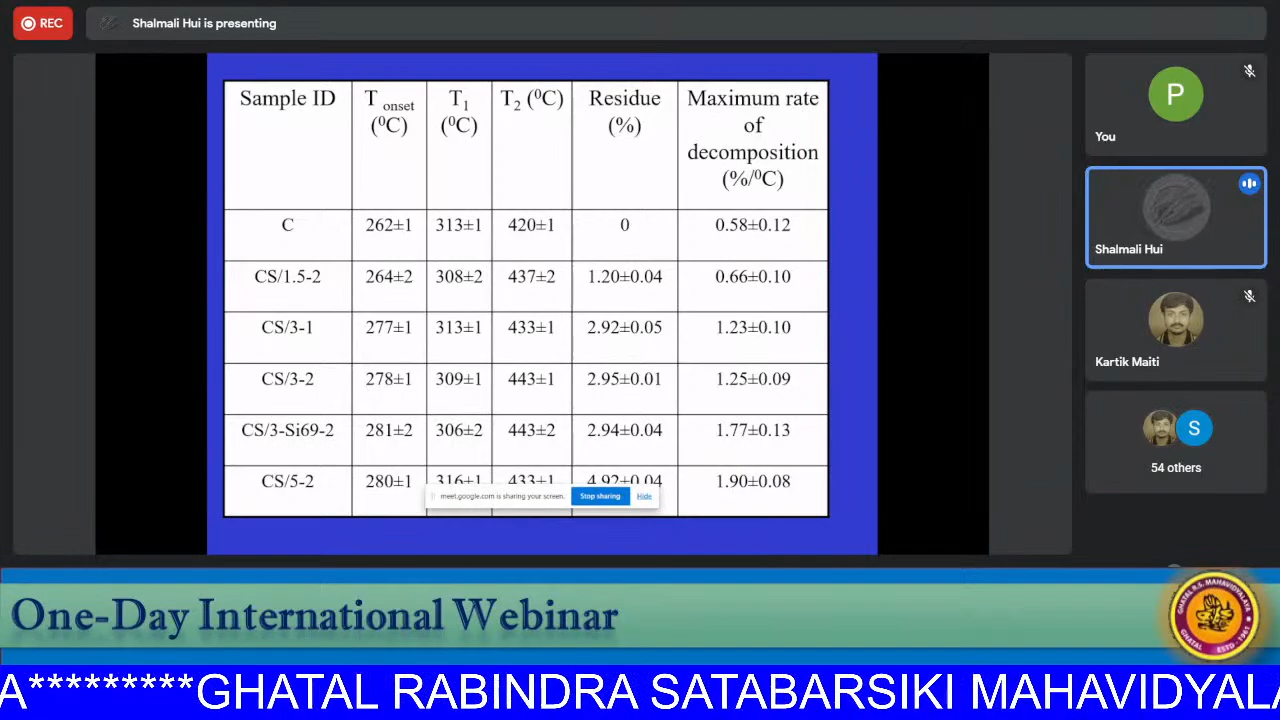 REC
Shalmali Hui is presenting
Sample ID T onset (⁰C) T₁ (⁰C) T₂ (⁰C) Residue (%) Maximum rate of decomposition (%/⁰C)
C 262±1 313±1 420±1 0 0.58±0.12
CS/1.5-2 264±2 308±2 437±2 1.20±0.04 0.66±0.10
CS/3-1 277±1 313±1 433±1 2.92±0.05 1.23±0.10
CS/3-2 278±1 309±1 443±1 2.95±0.01 1.25±0.09
CS/3-Si69-2 281±2 306±2 443±2 2.94±0.04 1.77±0.13
CS/5-2 280±1 316±1 433±1 4.92±0.04 1.90±0.08
meet.google.com is sharing your screen. Stop sharing Hide
P
You
Shalmali Hui
Kartik Maiti
S
54 others
One-Day International Webinar
GHATAL R.S. MAHAVIDYALAYA
GHATAL ESTD - 1961
A*********GHATAL RABINDRA SATABARSIKI MAHAVIDYALA